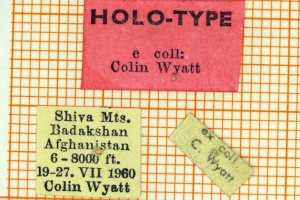 HOLO-TYPE
e coll:
Colin Wyatt
Shiva Mts.
Badakshan
Afghanistan
6-8000 ft.
19-27. VII 1960
Colin Wyatt
ex coll.
C. Wyatt